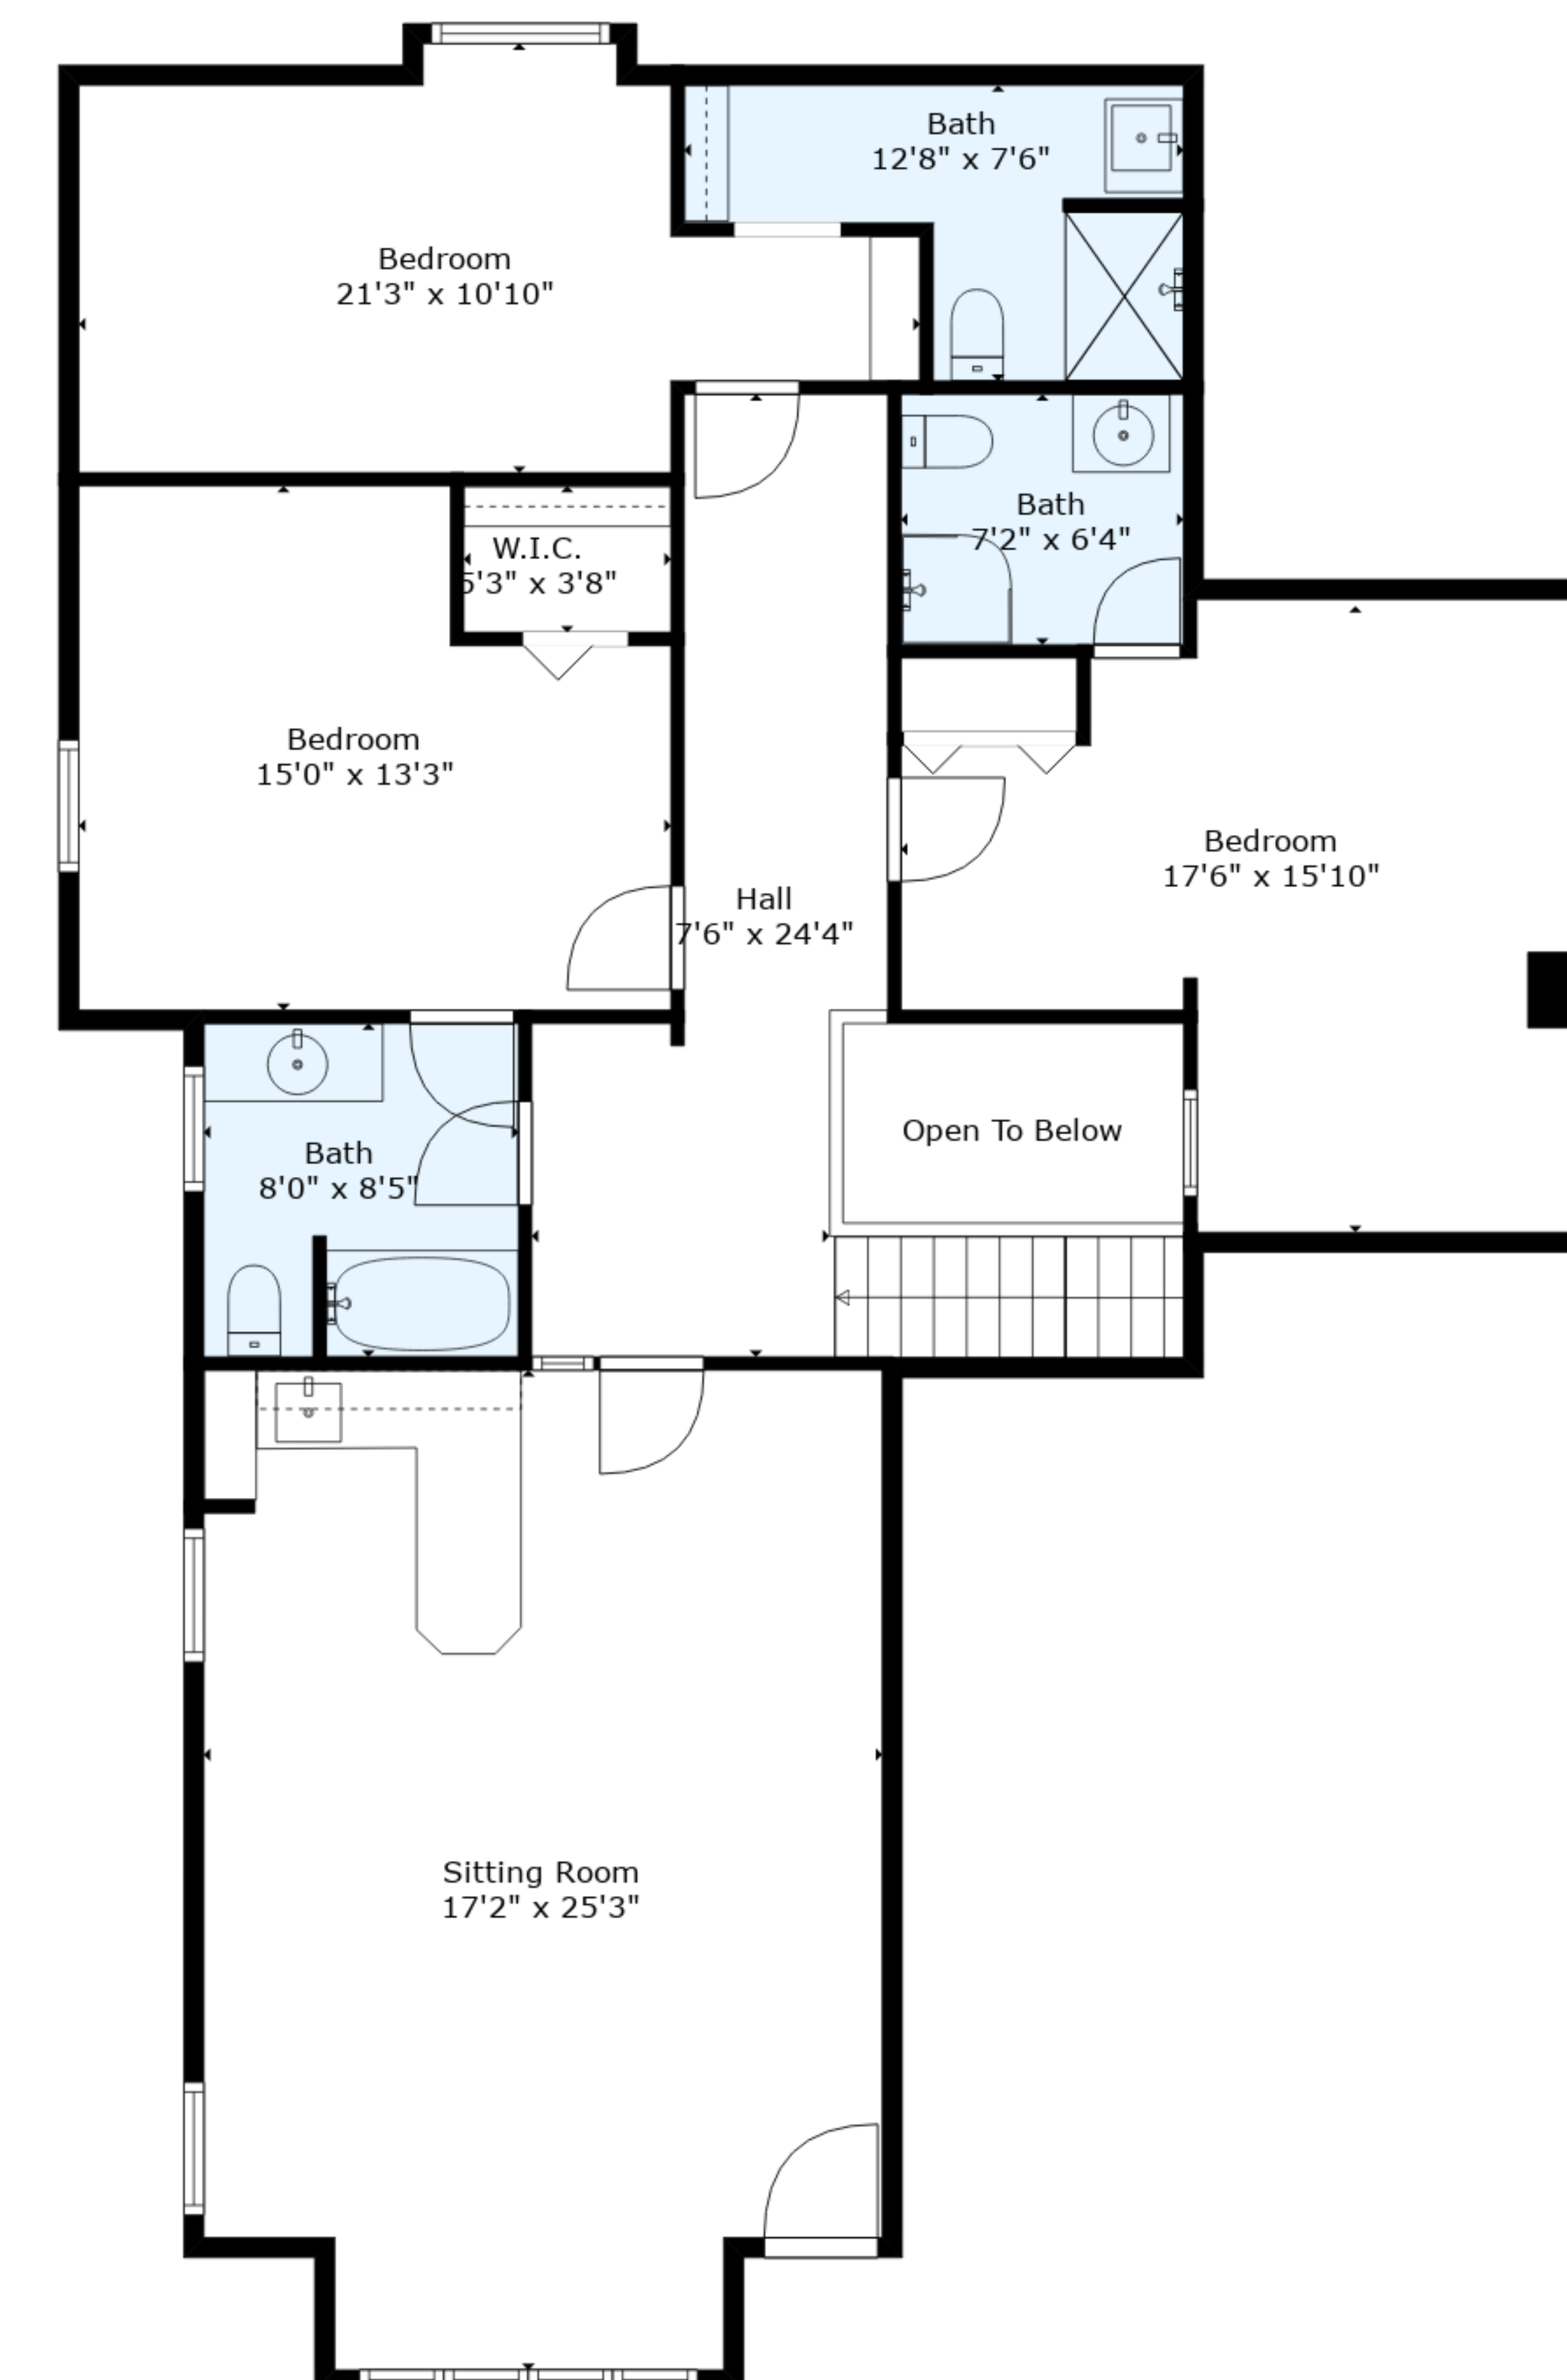 Bath
12'8" x 7'6"
Bedroom
21'3" x 10'10"
Bath
7'2" x 6'4"
W.I.C.
5'3" x 3'8"
Bedroom
15'0" x 13'3"
Bedroom
17'6" x 15'10"
Hall
7'6" x 24'4"
Open To Below
Bath
8'0" x 8'5"
Sitting Room
17'2" x 25'3"